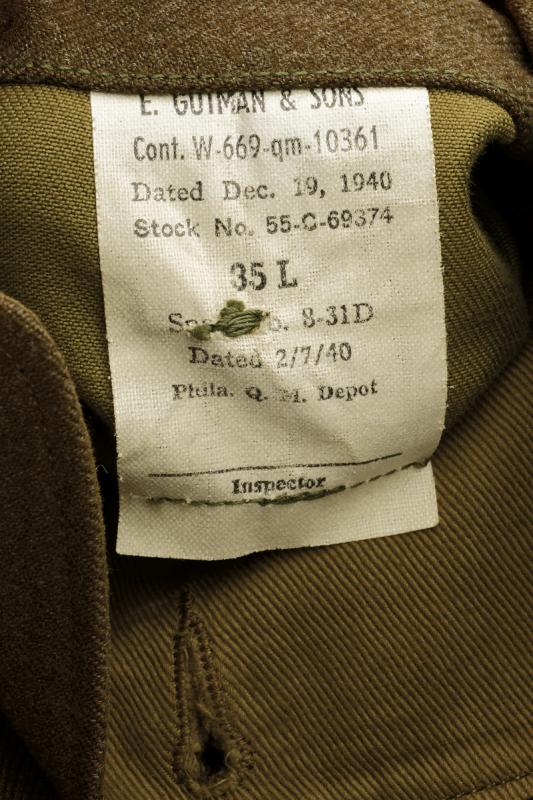 E. GUTMAN & SONS
Cont. W-669-qm-10361
Dated Dec. 19, 1940
Stock No. 55-C-69374
35 L
8-31D
Dated 2/7/40
Phila. Q. M. Depot
Inspector